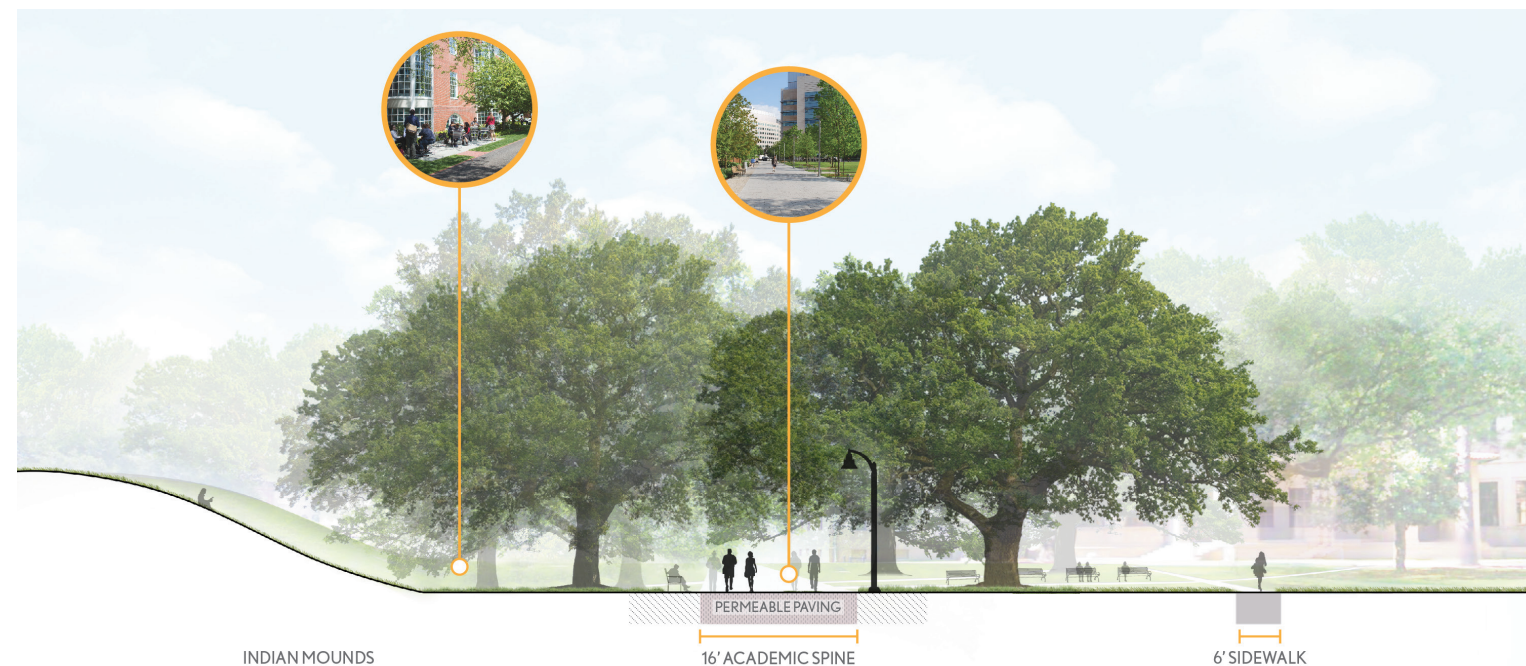 PERMEABLE PAVING
INDIAN MOUNDS
16' ACADEMIC SPINE
6' SIDEWALK